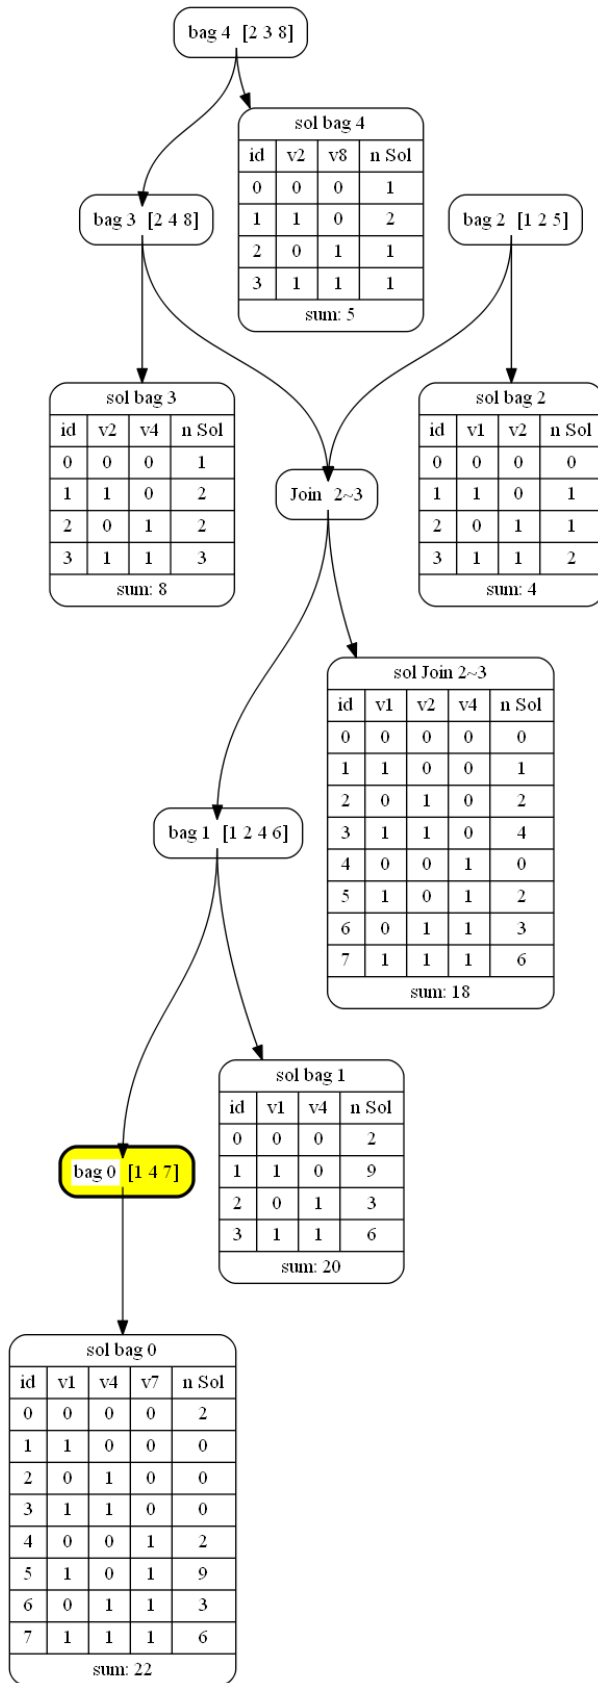 bag 4 [2 3 8]
sol bag 4
id v2 v8 n Sol
0 0 0 1
1 1 0 2
2 0 1 1
3 1 1 1
sum: 5
bag 3 [2 4 8]
bag 2 [1 2 5]
sol bag 3
id v2 v4 n Sol
0 0 0 1
1 1 0 2
2 0 1 2
3 1 1 3
sum: 8
sol bag 2
id v1 v2 n Sol
0 0 0 0
1 1 0 1
2 0 1 1
3 1 1 2
sum: 4
Join 2~3
sol Join 2~3
id v1 v2 v4 n Sol
0 0 0 0 0
1 1 0 0 1
2 0 1 0 2
3 1 1 0 4
4 0 0 1 0
5 1 0 1 2
6 0 1 1 3
7 1 1 1 6
sum: 18
bag 1 [1 2 4 6]
sol bag 1
id v1 v4 n Sol
0 0 0 2
1 1 0 9
2 0 1 3
3 1 1 6
sum: 20
bag 0 [1 4 7]
sol bag 0
id v1 v4 v7 n Sol
0 0 0 0 2
1 1 0 0 0
2 0 1 0 0
3 1 1 0 0
4 0 0 1 2
5 1 0 1 9
6 0 1 1 3
7 1 1 1 6
sum: 22